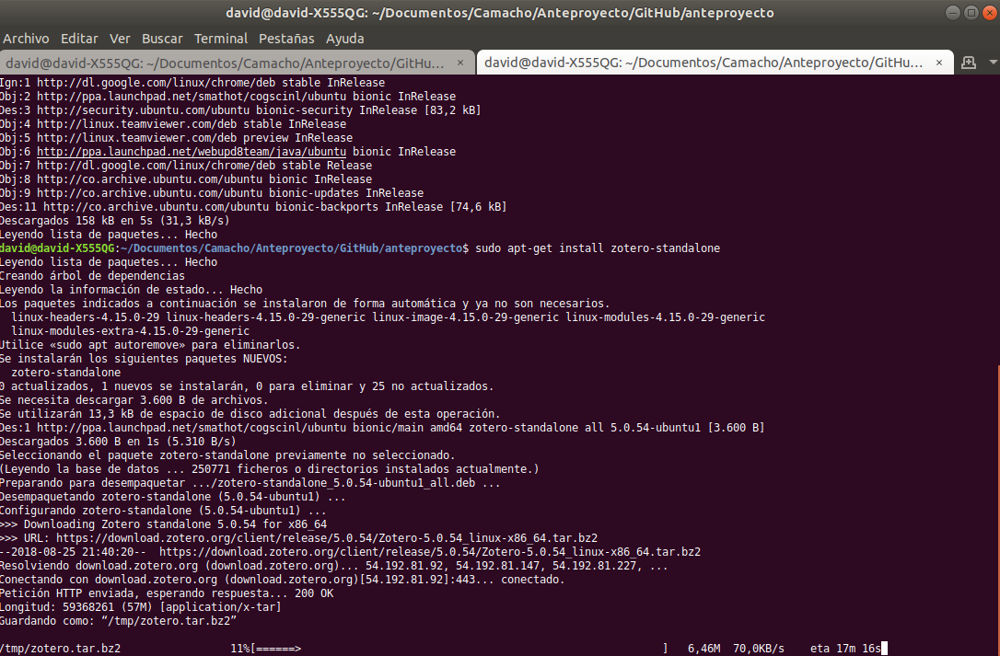 david@david-X555QG: ~/Documentos/Camacho/Anteproyecto/GitHub/anteproyecto
Archivo Editar Ver Buscar Terminal Pestañas Ayuda
david@david-X555QG: ~/Documentos/Camacho/Anteproyecto/GitHu... × david@david-X555QG: ~/Documentos/Camacho/Anteproyecto/GitHu... ×
Ign:1 http://dl.google.com/linux/chrome/deb stable InRelease
Obj:2 http://ppa.launchpad.net/smathot/cogscinl/ubuntu bionic InRelease
Des:3 http://security.ubuntu.com/ubuntu bionic-security InRelease [83,2 kB]
Obj:4 http://linux.teamviewer.com/deb stable InRelease
Obj:5 http://linux.teamviewer.com/deb preview InRelease
Obj:6 http://ppa.launchpad.net/webupd8team/java/ubuntu bionic InRelease
Obj:7 http://dl.google.com/linux/chrome/deb stable Release
Obj:8 http://co.archive.ubuntu.com/ubuntu bionic InRelease
Obj:9 http://co.archive.ubuntu.com/ubuntu bionic-updates InRelease
Des:11 http://co.archive.ubuntu.com/ubuntu bionic-backports InRelease [74,6 kB]
Descargados 158 kB en 5s (31,3 kB/s)
Leyendo lista de paquetes... Hecho
david@david-X555QG:~/Documentos/Camacho/Anteproyecto/GitHub/anteproyecto$ sudo apt-get install zotero-standalone
Leyendo lista de paquetes... Hecho
Creando árbol de dependencias
Leyendo la información de estado... Hecho
Los paquetes indicados a continuación se instalaron de forma automática y ya no son necesarios.
linux-headers-4.15.0-29 linux-headers-4.15.0-29-generic linux-image-4.15.0-29-generic linux-modules-4.15.0-29-generic
linux-modules-extra-4.15.0-29-generic
Utilice «sudo apt autoremove» para eliminarlos.
Se instalarán los siguientes paquetes NUEVOS:
zotero-standalone
0 actualizados, 1 nuevos se instalarán, 0 para eliminar y 25 no actualizados.
Se necesita descargar 3.600 B de archivos.
Se utilizarán 13,3 kB de espacio de disco adicional después de esta operación.
Des:1 http://ppa.launchpad.net/smathot/cogscinl/ubuntu bionic/main amd64 zotero-standalone all 5.0.54-ubuntu1 [3.600 B]
Descargados 3.600 B en 1s (5.310 B/s)
Seleccionando el paquete zotero-standalone previamente no seleccionado.
(Leyendo la base de datos ... 250771 ficheros o directorios instalados actualmente.)
Preparando para desempaquetar .../zotero-standalone_5.0.54-ubuntu1_all.deb ...
Desempaquetando zotero-standalone (5.0.54-ubuntu1) ...
Configurando zotero-standalone (5.0.54-ubuntu1) ...
>>> Downloading Zotero standalone 5.0.54 for x86_64
>>> URL: https://download.zotero.org/client/release/5.0.54/Zotero-5.0.54_linux-x86_64.tar.bz2
--2018-08-25 21:40:20-- https://download.zotero.org/client/release/5.0.54/Zotero-5.0.54_linux-x86_64.tar.bz2
Resolviendo download.zotero.org (download.zotero.org)... 54.192.81.92, 54.192.81.147, 54.192.81.227, ...
Conectando con download.zotero.org (download.zotero.org)[54.192.81.92]:443... conectado.
Petición HTTP enviada, esperando respuesta... 200 OK
Longitud: 59368261 (57M) [application/x-tar]
Guardando como: “/tmp/zotero.tar.bz2”
/tmp/zotero.tar.bz2 11%[======> ] 6,46M 70,0KB/s eta 17m 16s